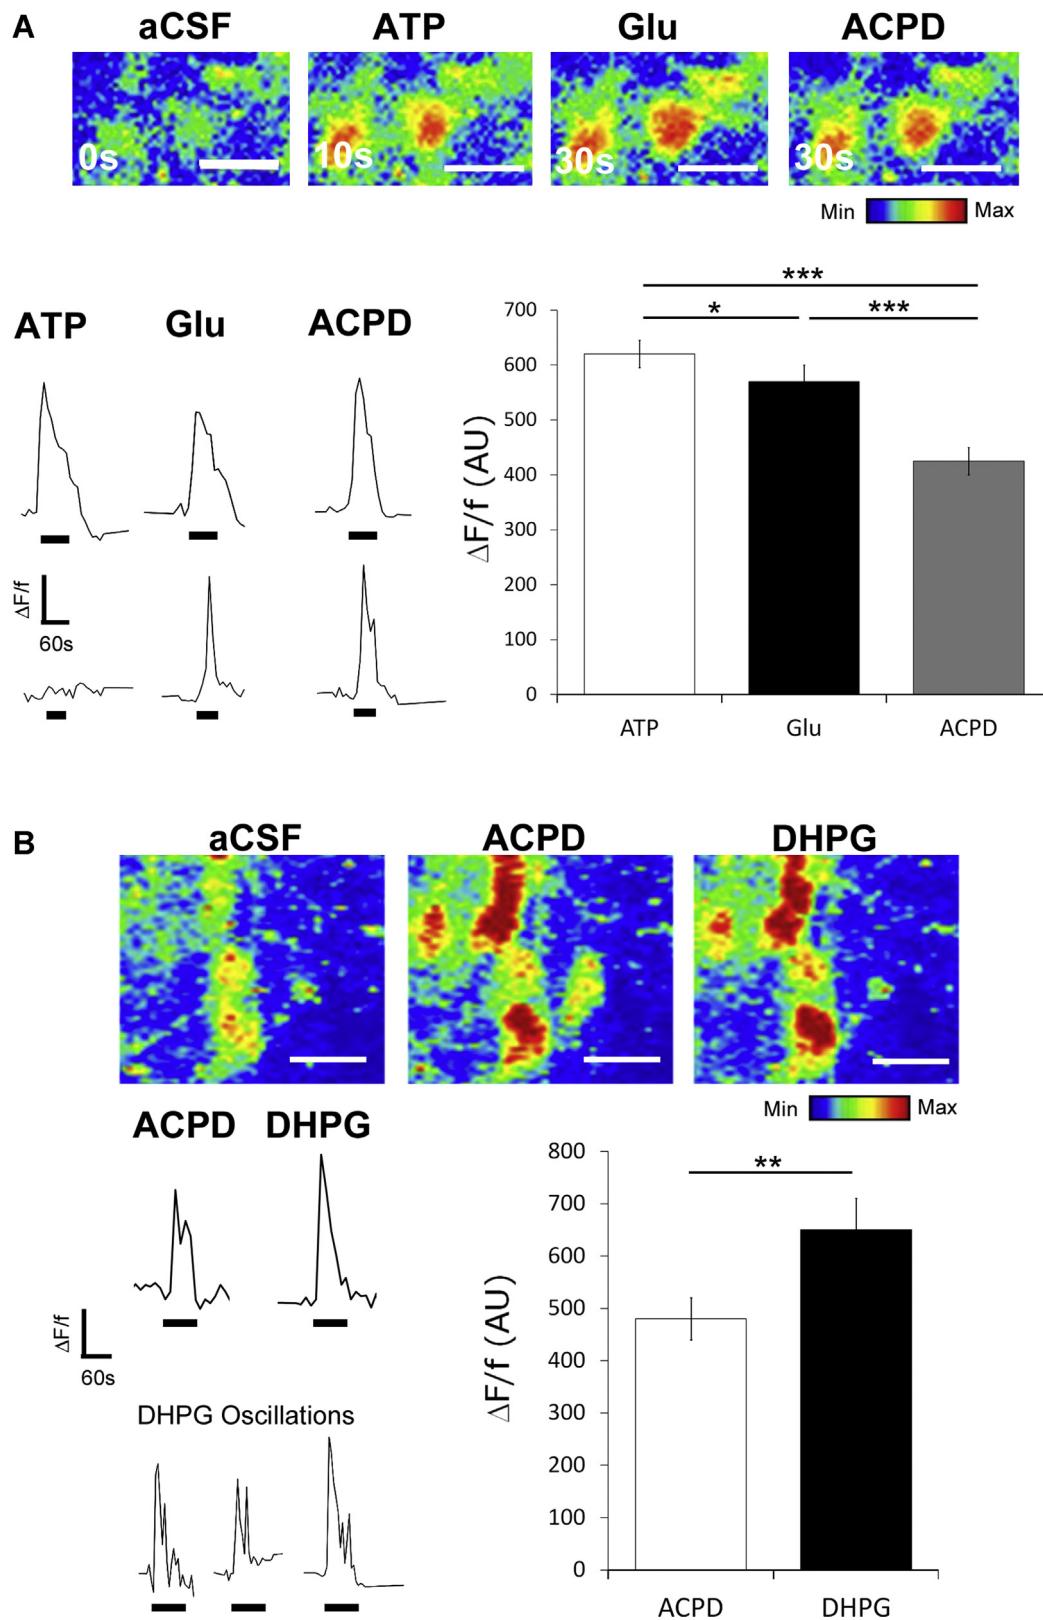 A
aCSF ATP Glu ACPD
0s 10s 30s 30s
Min Max
ATP Glu ACPD
ΔF/f
60s
***
* ***
700
600
500
400
300
200
100
0
ΔF/f (AU)
ATP Glu ACPD
B
aCSF ACPD DHPG
Min Max
ACPD DHPG
ΔF/f
60s
DHPG Oscillations
**
800
700
600
500
400
300
200
100
0
ΔF/f (AU)
ACPD DHPG